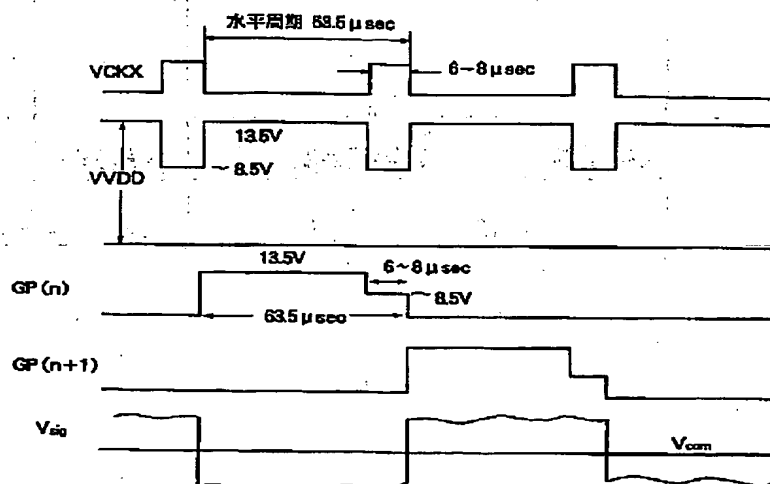 水平周期 63.5μsec
VCKX
6~8μsec
13.5V
~8.5V
VVDD
13.5V
6~8μsec
GP(n)
~8.5V
63.5μsec
GP(n+1)
Vsig
Vcom